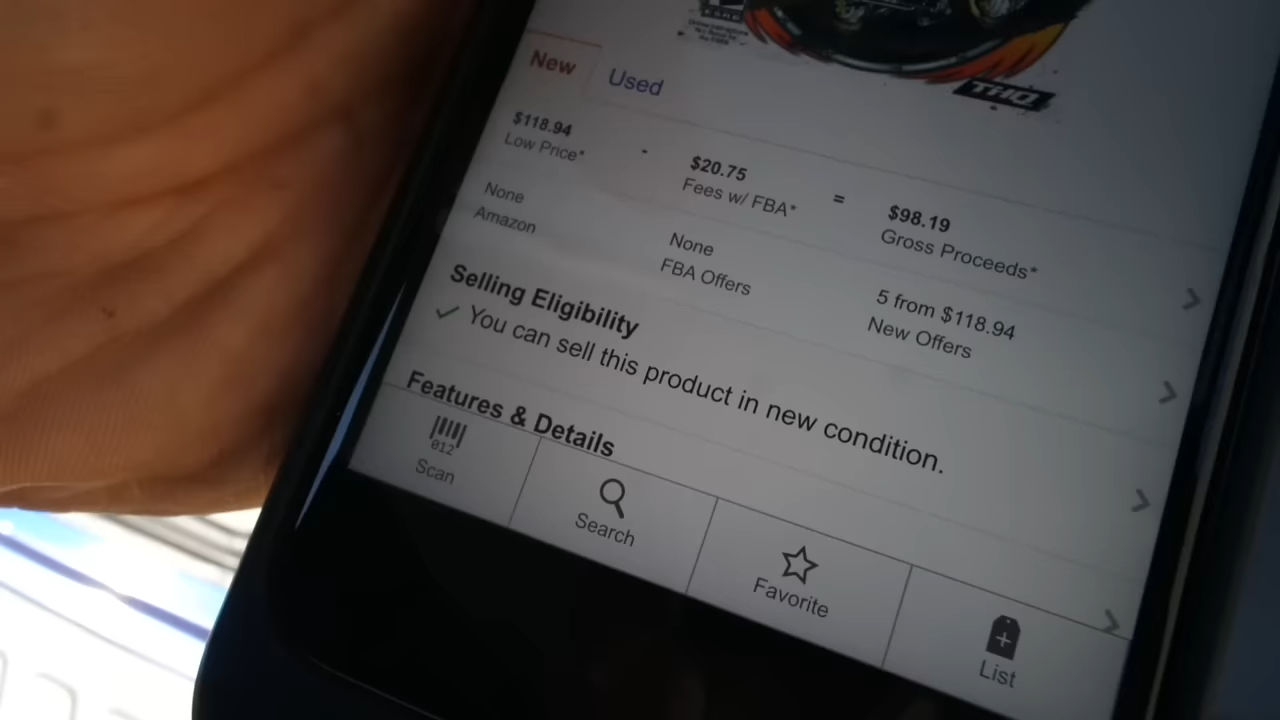 THQ
New
Used
$118.94
Low Price*
-
$20.75
Fees w/ FBA*
=
$98.19
Gross Proceeds*
None
Amazon
None
FBA Offers
5 from $118.94
New Offers
Selling Eligibility
✓ You can sell this product in new condition.
Features & Details
012
Scan
Search
Favorite
List